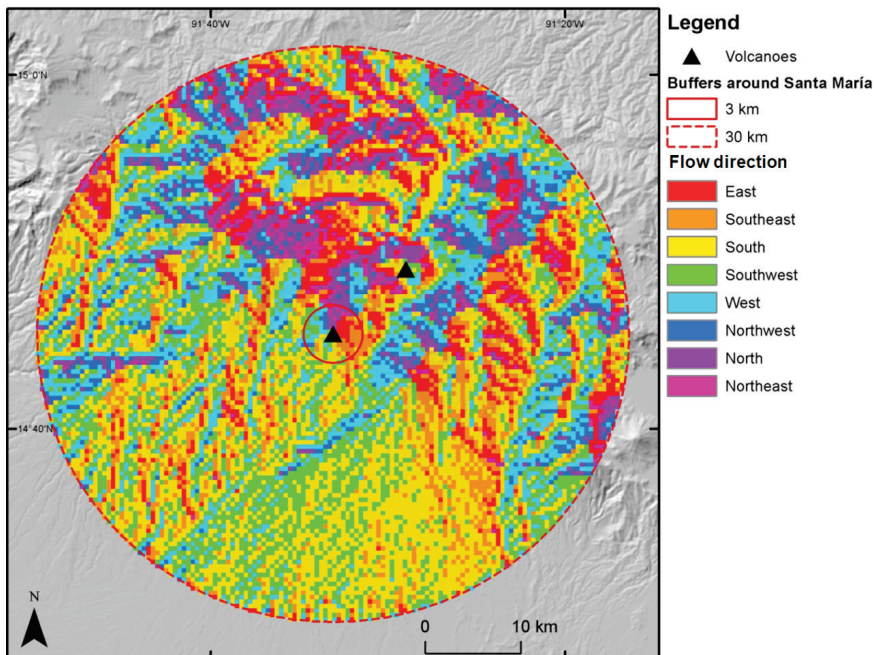 91°40'W
91°20'W
15°0'N
14°40'N
N
0
10 km
Legend
Volcanoes
Buffers around Santa María
3 km
30 km
Flow direction
East
Southeast
South
Southwest
West
Northwest
North
Northeast